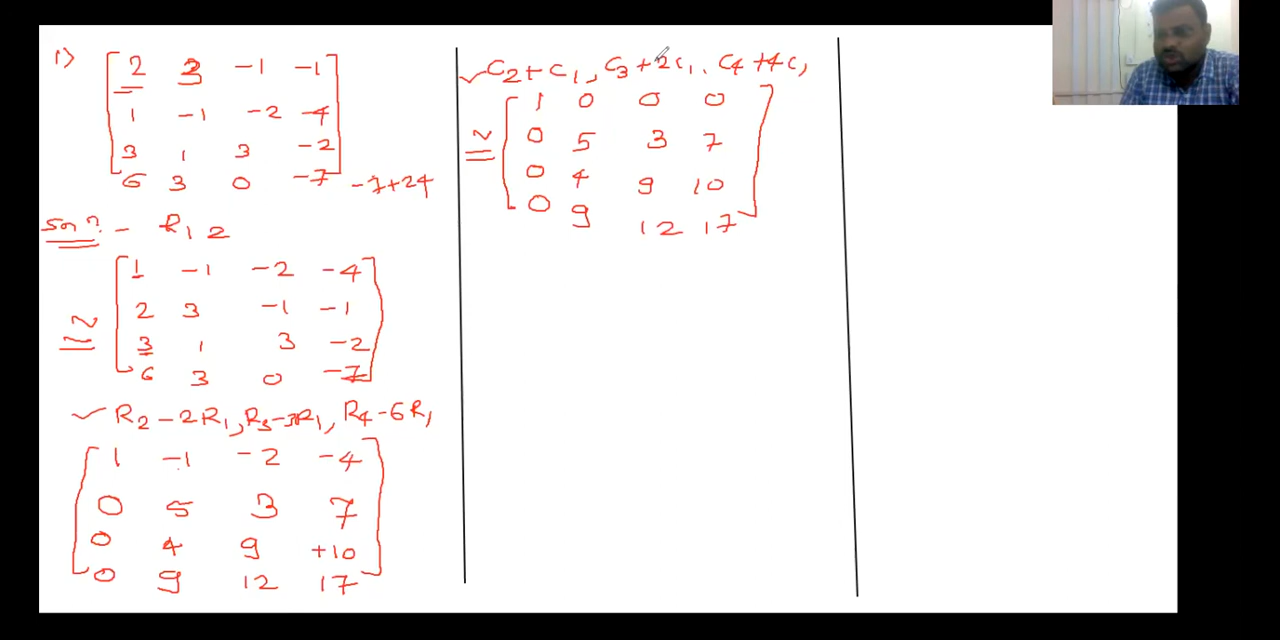 1)
2 3 -1 -1
1 -1 -2 -4
3 1 3 -2
6 3 0 -7 -7+24
Son? - R12
≅
1 -1 -2 -4
2 3 -1 -1
3 1 3 -2
6 3 0 -7
✓ R2-2R1, R3-3R1, R4-6R1
1 -1 -2 -4
0 5 3 7
0 4 9 +10
0 9 12 17
✓ C2+C1, C3+2C1, C4+4C1
≅
1 0 0 0
0 5 3 7
0 4 9 10
0 9 12 17